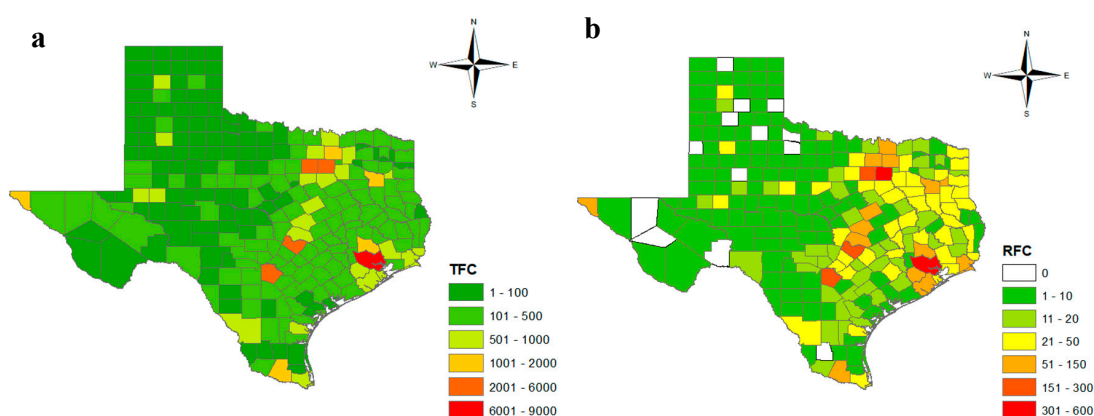 a
N
W
E
S
TFC
1 - 100
101 - 500
501 - 1000
1001 - 2000
2001 - 6000
6001 - 9000
b
N
W
E
S
RFC
0
1 - 10
11 - 20
21 - 50
51 - 150
151 - 300
301 - 600